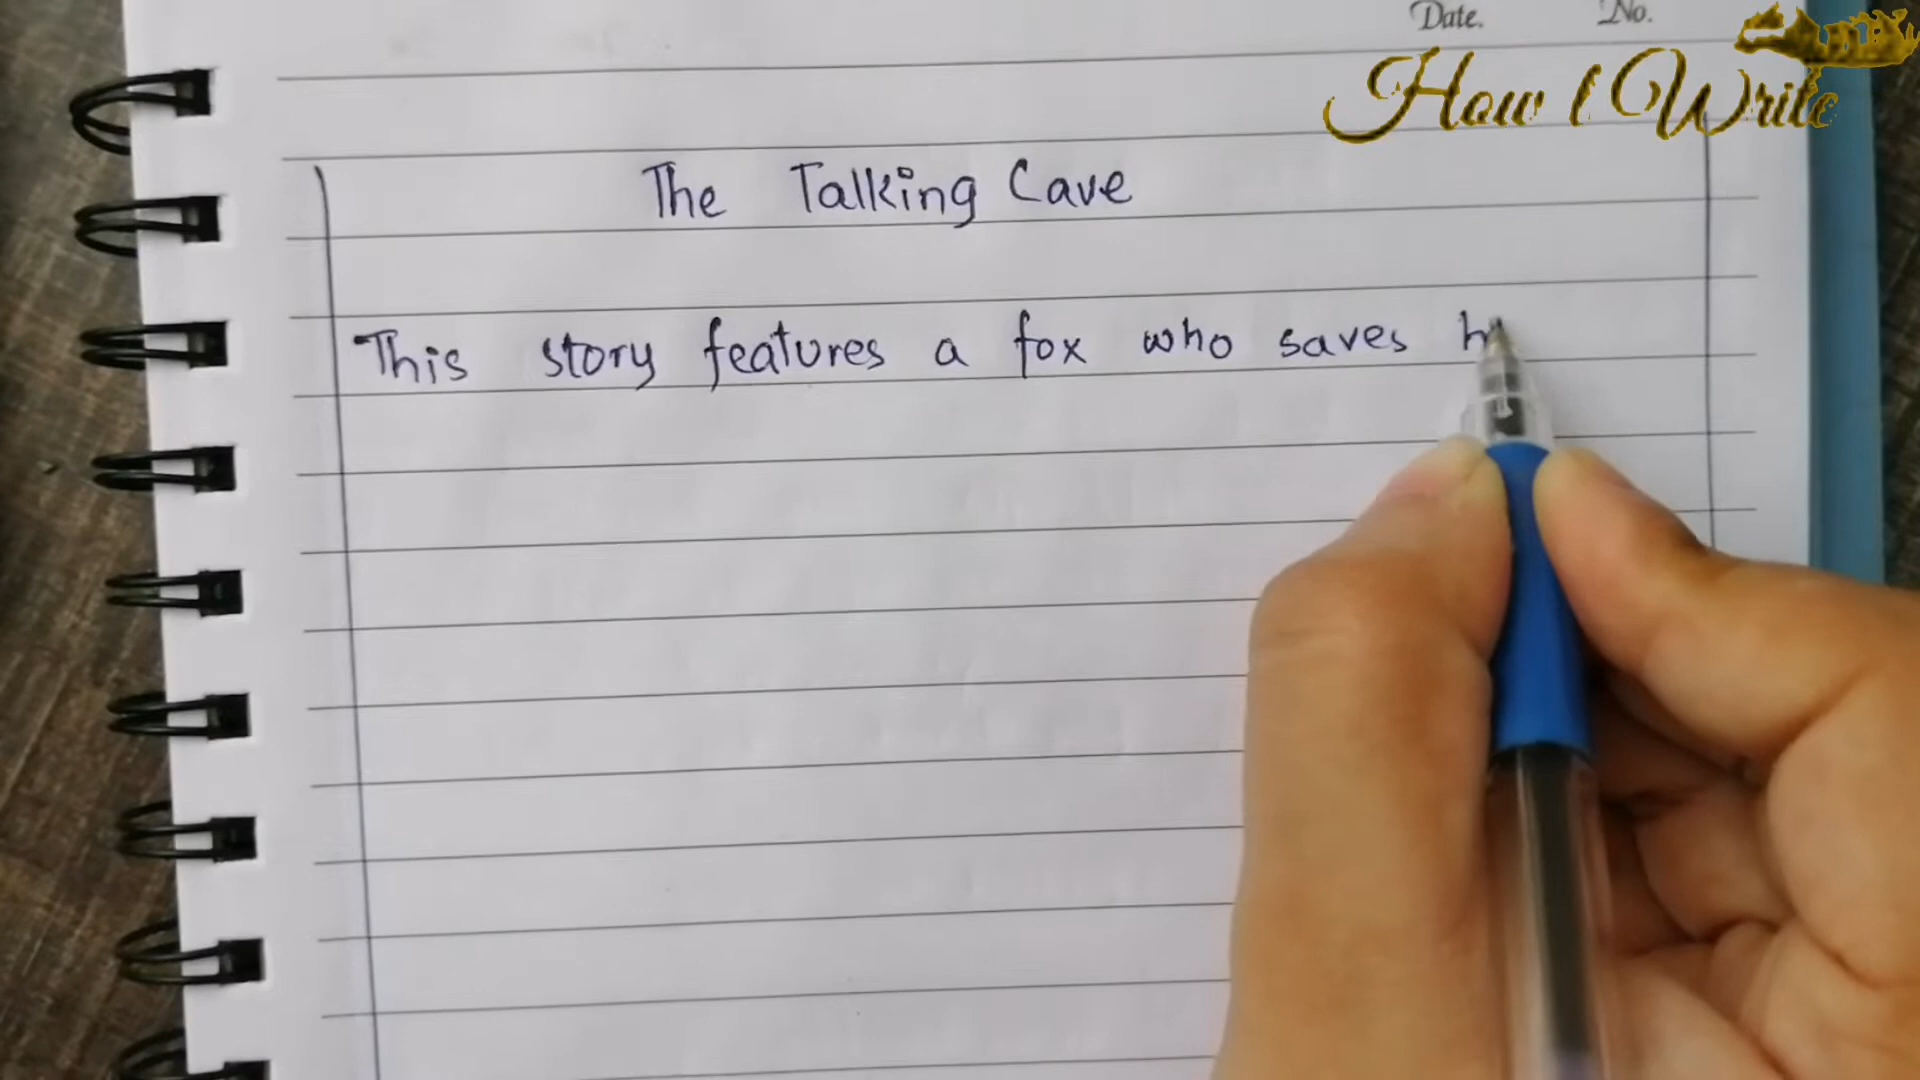 Date. No.
How I Write
The Talking Cave
This story features a fox who saves